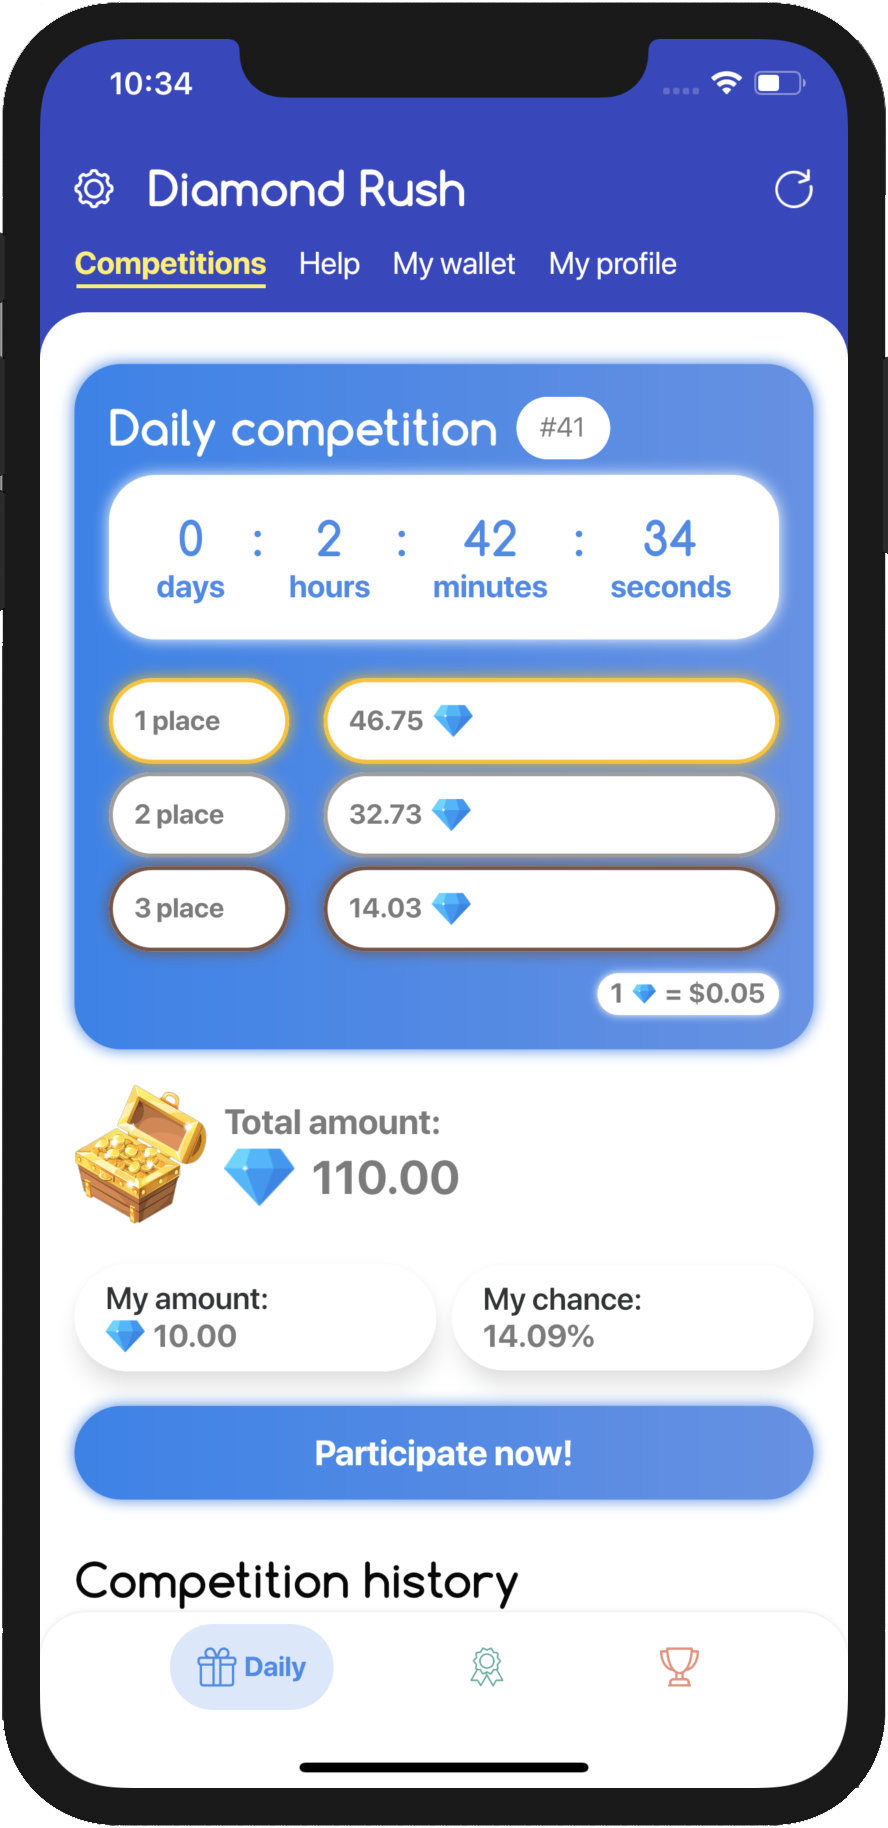 10:34
Diamond Rush
Competitions Help My wallet My profile
Daily competition #41
0 : 2 : 42 : 34
days hours minutes seconds
1 place 46.75
2 place 32.73
3 place 14.03
1 = $0.05
Total amount:
110.00
My amount: My chance:
10.00 14.09%
Participate now!
Competition history
Daily